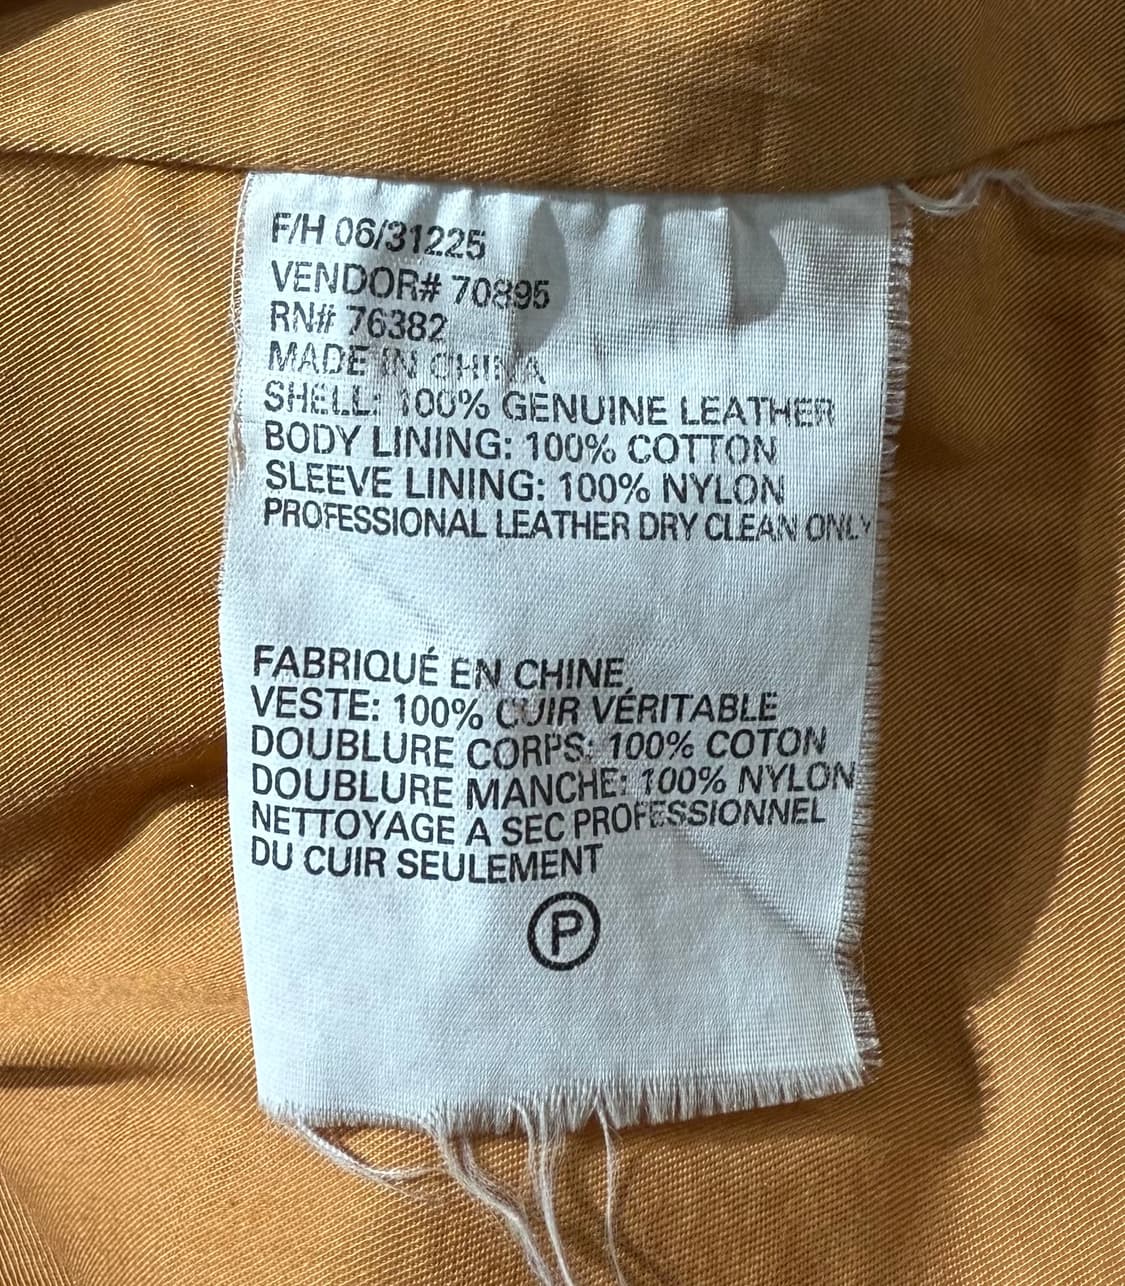 F/H 06/31225
VENDOR# 70895
RN# 76382
MADE IN CHINA
SHELL: 100% GENUINE LEATHER
BODY LINING: 100% COTTON
SLEEVE LINING: 100% NYLON
PROFESSIONAL LEATHER DRY CLEAN ONLY
FABRIQUÉ EN CHINE
VESTE: 100% CUIR VÉRITABLE
DOUBLURE CORPS: 100% COTON
DOUBLURE MANCHE: 100% NYLON
NETTOYAGE A SEC PROFESSIONNEL
DU CUIR SEULEMENT
P